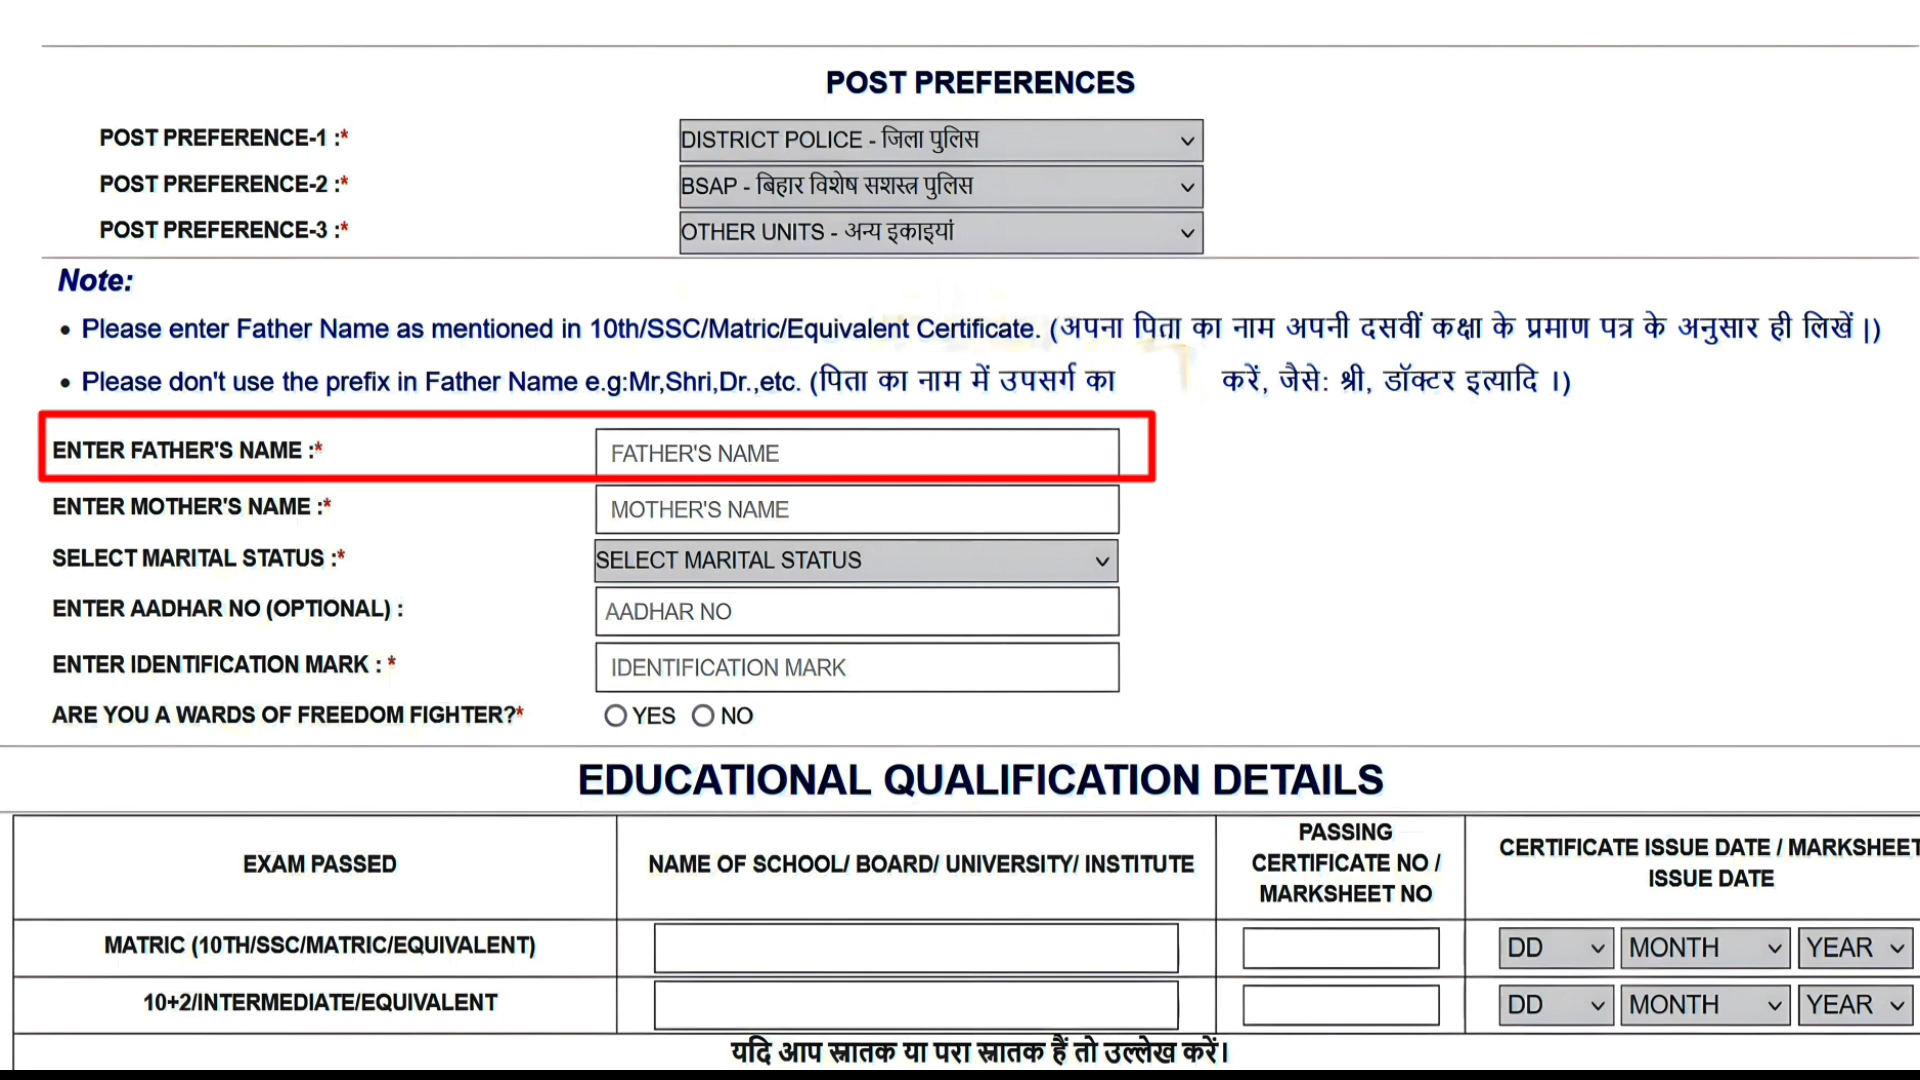 POST PREFERENCES
POST PREFERENCE-1 :* DISTRICT POLICE - जिला पुलिस
POST PREFERENCE-2 :* BSAP - बिहार विशेष सशस्त्र पुलिस
POST PREFERENCE-3 :* OTHER UNITS - अन्य इकाइयां
Note:
• Please enter Father Name as mentioned in 10th/SSC/Matric/Equivalent Certificate. (अपना पिता का नाम अपनी दसवीं कक्षा के प्रमाण पत्र के अनुसार ही लिखें |)
• Please don't use the prefix in Father Name e.g:Mr,Shri,Dr.,etc. (पिता का नाम में उपसर्ग का करें, जैसे: श्री, डॉक्टर इत्यादि ।)
ENTER FATHER'S NAME :* FATHER'S NAME
ENTER MOTHER'S NAME :* MOTHER'S NAME
SELECT MARITAL STATUS :* SELECT MARITAL STATUS
ENTER AADHAR NO (OPTIONAL) : AADHAR NO
ENTER IDENTIFICATION MARK : * IDENTIFICATION MARK
ARE YOU A WARDS OF FREEDOM FIGHTER?* YES NO
EDUCATIONAL QUALIFICATION DETAILS
EXAM PASSED NAME OF SCHOOL/ BOARD/ UNIVERSITY/ INSTITUTE PASSING CERTIFICATE NO / MARKSHEET NO CERTIFICATE ISSUE DATE / MARKSHEET ISSUE DATE
MATRIC (10TH/SSC/MATRIC/EQUIVALENT) DD MONTH YEAR
10+2/INTERMEDIATE/EQUIVALENT DD MONTH YEAR
यदि आप स्नातक या परा स्नातक हैं तो उल्लेख करें।